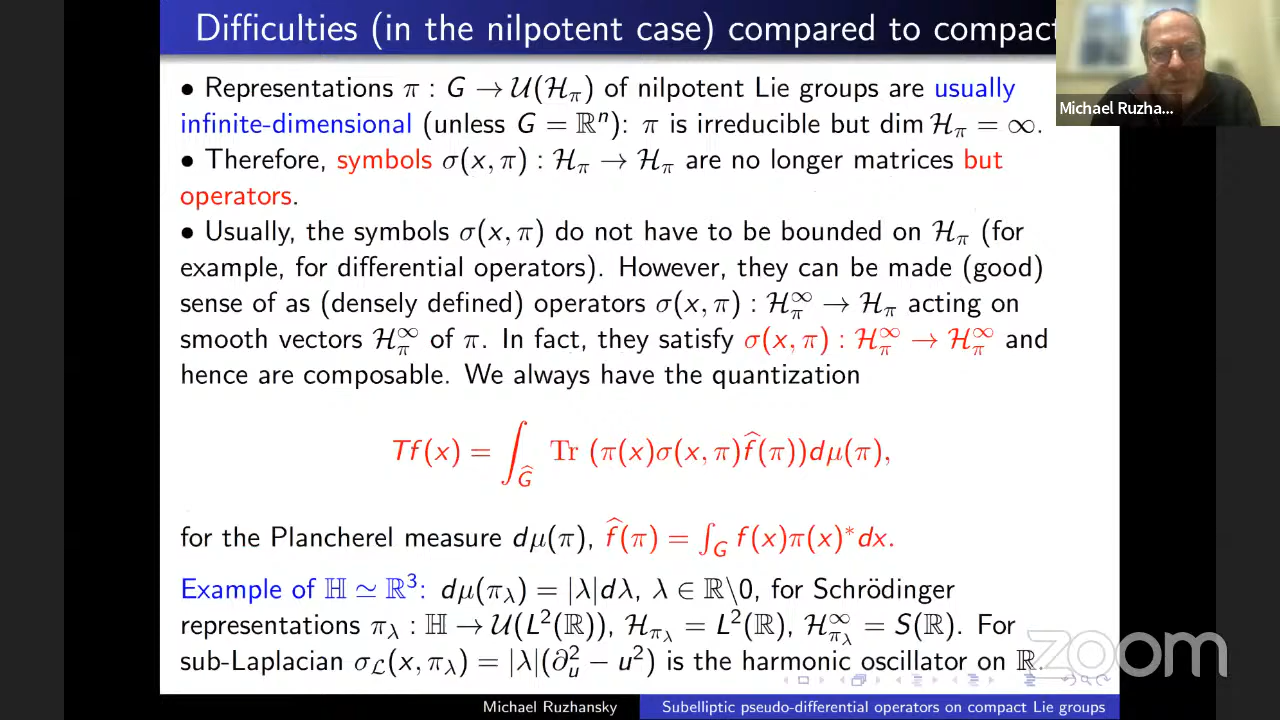 Difficulties (in the nilpotent case) compared to compact
Michael Ruzha...
• Representations π : G → U(H_π) of nilpotent Lie groups are usually
infinite-dimensional (unless G = ℝⁿ): π is irreducible but dim H_π = ∞.
• Therefore, symbols σ(x, π) : H_π → H_π are no longer matrices but
operators.
• Usually, the symbols σ(x, π) do not have to be bounded on H_π (for
example, for differential operators). However, they can be made (good)
sense of as (densely defined) operators σ(x, π) : H_π^∞ → H_π acting on
smooth vectors H_π^∞ of π. In fact, they satisfy σ(x, π) : H_π^∞ → H_π^∞ and
hence are composable. We always have the quantization
Tf(x) = ∫_Ĝ Tr (π(x)σ(x, π)f̂(π))dμ(π),
for the Plancherel measure dμ(π), f̂(π) = ∫_G f(x)π(x)*dx.
Example of ℍ ≃ ℝ³: dμ(π_λ) = |λ|dλ, λ ∈ ℝ\0, for Schrödinger
representations π_λ : ℍ → U(L²(ℝ)), H_π_λ = L²(ℝ), H_π_λ^∞ = S(ℝ). For
sub-Laplacian σ_L(x, π_λ) = |λ|(∂_u² − u²) is the harmonic oscillator on ℝ.
zoom
Michael Ruzhansky
Subelliptic pseudo-differential operators on compact Lie groups